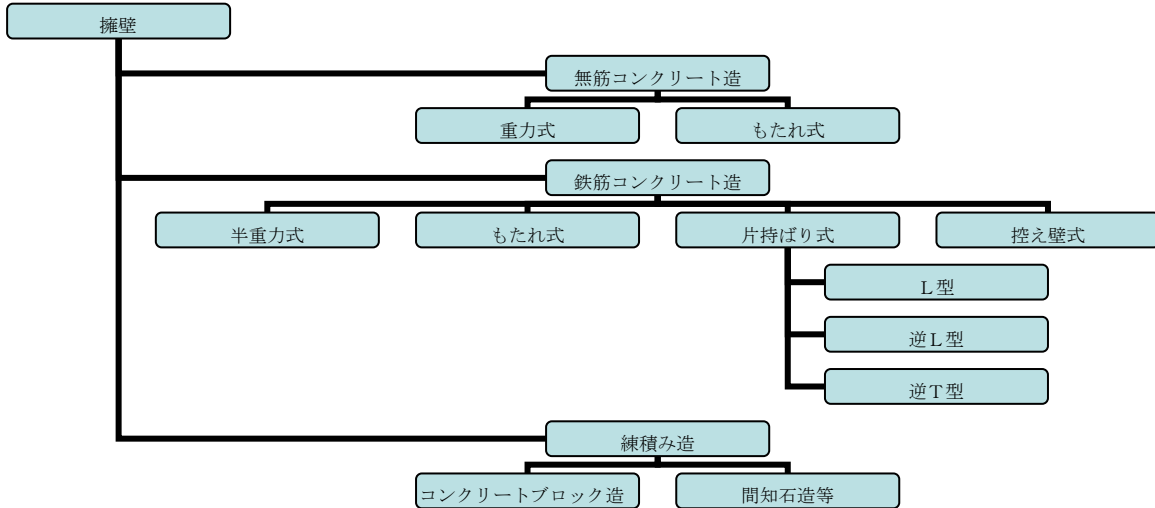 擁壁
無筋コンクリート造
重力式
もたれ式
鉄筋コンクリート造
半重力式
もたれ式
片持ばり式
控え壁式
Ｌ型
逆Ｌ型
逆Ｔ型
練積み造
コンクリートブロック造
間知石造等